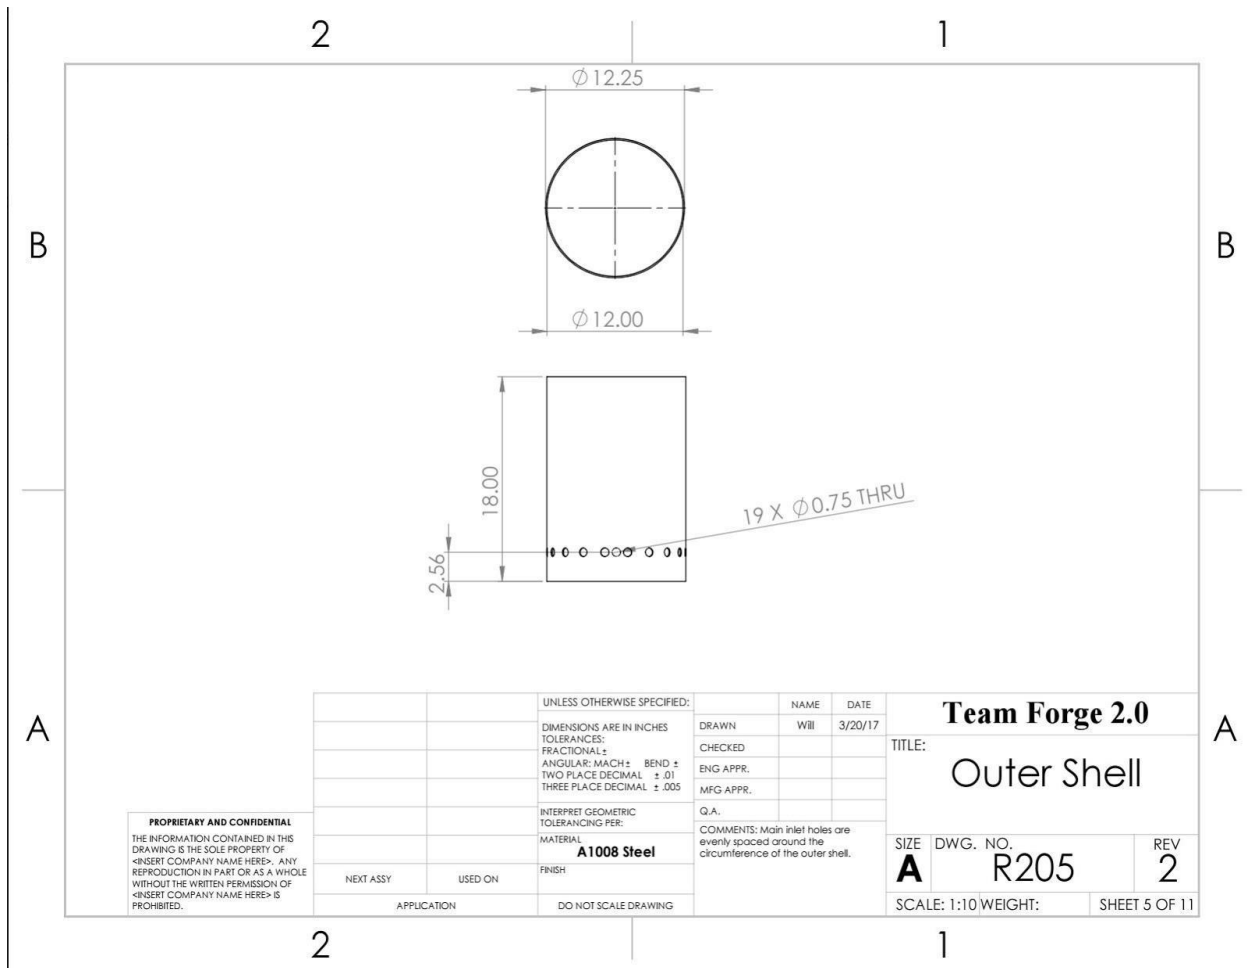 2
1
⌀12.25
B
B
⌀12.00
18.00
19 X ⌀0.75 THRU
2.56
A
A
UNLESS OTHERWISE SPECIFIED:
DIMENSIONS ARE IN INCHES
TOLERANCES:
FRACTIONAL ±
ANGULAR: MACH ± BEND ±
TWO PLACE DECIMAL ± .01
THREE PLACE DECIMAL ± .005
INTERPRET GEOMETRIC
TOLERANCING PER:
MATERIAL
A1008 Steel
FINISH
DO NOT SCALE DRAWING
NAME DATE
DRAWN Will 3/20/17
CHECKED
ENG APPR.
MFG APPR.
Q.A.
COMMENTS: Main inlet holes are
evenly spaced around the
circumference of the outer shell.
Team Forge 2.0
TITLE:
Outer Shell
SIZE DWG. NO. REV
A R205 2
SCALE: 1:10 WEIGHT: SHEET 5 OF 11
PROPRIETARY AND CONFIDENTIAL
THE INFORMATION CONTAINED IN THIS
DRAWING IS THE SOLE PROPERTY OF
<INSERT COMPANY NAME HERE>. ANY
REPRODUCTION IN PART OR AS A WHOLE
WITHOUT THE WRITTEN PERMISSION OF
<INSERT COMPANY NAME HERE> IS
PROHIBITED.
NEXT ASSY USED ON
APPLICATION
2
1